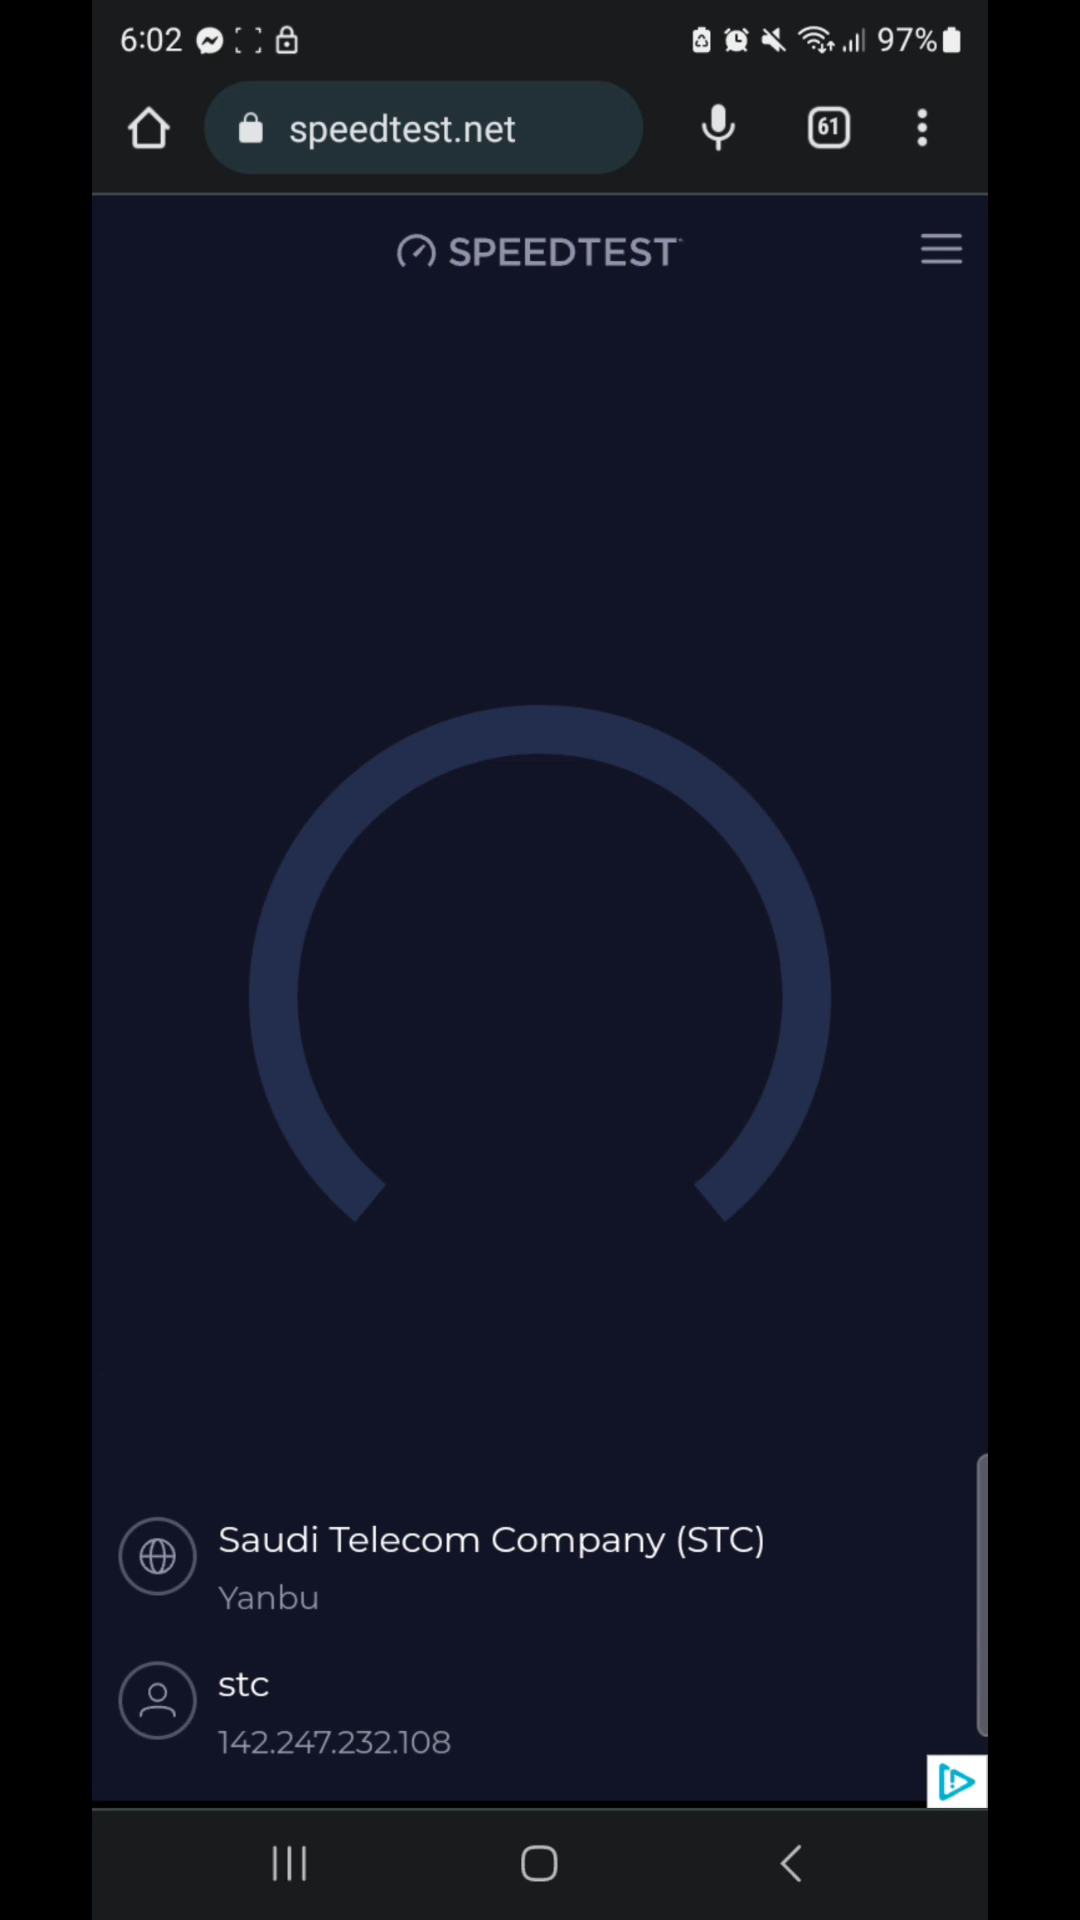 6:02 97%
speedtest.net 61
SPEEDTEST
Saudi Telecom Company (STC)
Yanbu
stc
142.247.232.108